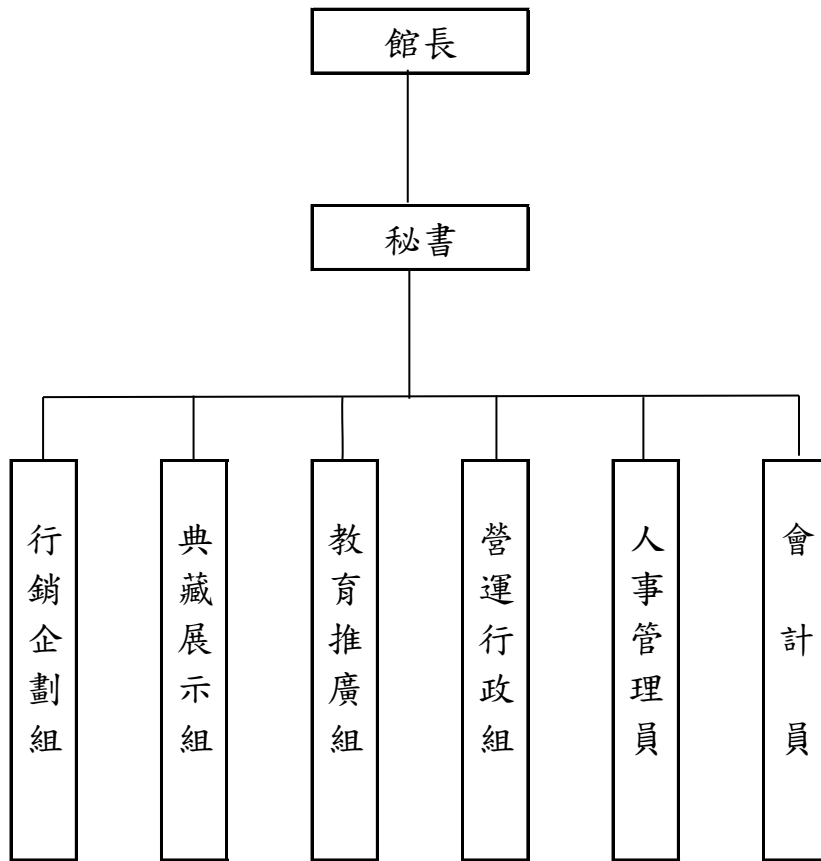 館長
秘書
行銷企劃組
典藏展示組
教育推廣組
營運行政組
人事管理員
會計員